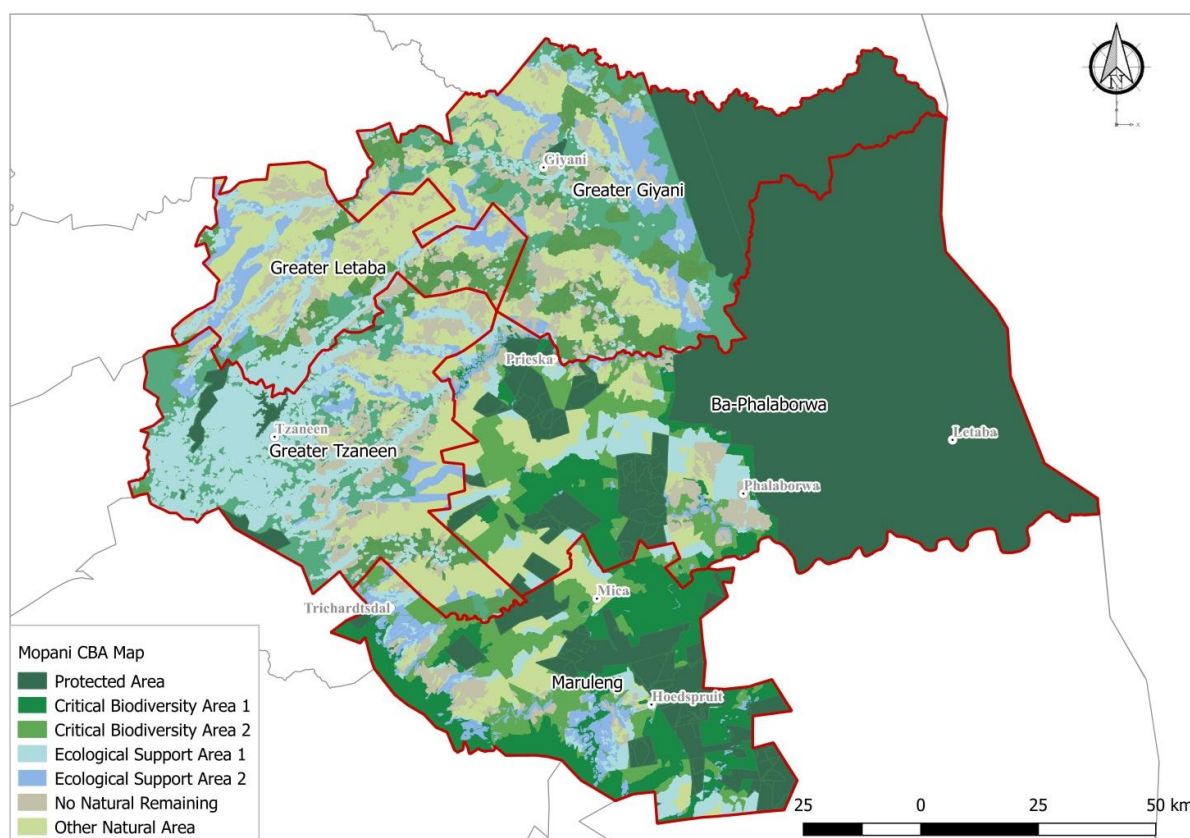 N
x
Giyani
Greater Giyani
Greater Letaba
Prieska
Ba-Phalaborwa
Tzaneen
Greater Tzaneen
Letaba
Phalaborwa
Mica
Trichardtsdal
Maruleng
Hoedspruit
Mopani CBA Map
Protected Area
Critical Biodiversity Area 1
Critical Biodiversity Area 2
Ecological Support Area 1
Ecological Support Area 2
No Natural Remaining
Other Natural Area
25 0 25 50 km